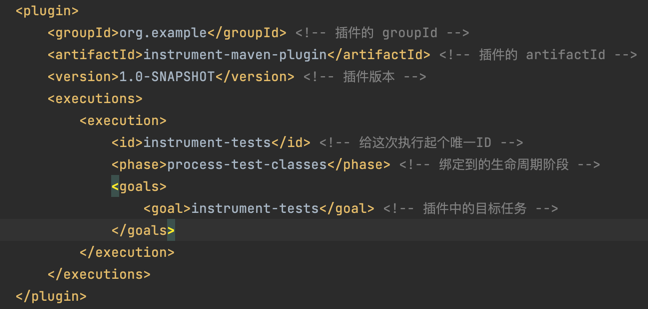 <plugin>
<groupId>org.example</groupId> <!-- 插件的 groupId -->
<artifactId>instrument-maven-plugin</artifactId> <!-- 插件的 artifactId -->
<version>1.0-SNAPSHOT</version> <!-- 插件版本 -->
<executions>
<execution>
<id>instrument-tests</id> <!-- 给这次执行起个唯一ID -->
<phase>process-test-classes</phase> <!-- 绑定到的生命周期阶段 -->
<goals>
<goal>instrument-tests</goal> <!-- 插件中的目标任务 -->
</goals>
</execution>
</executions>
</plugin>